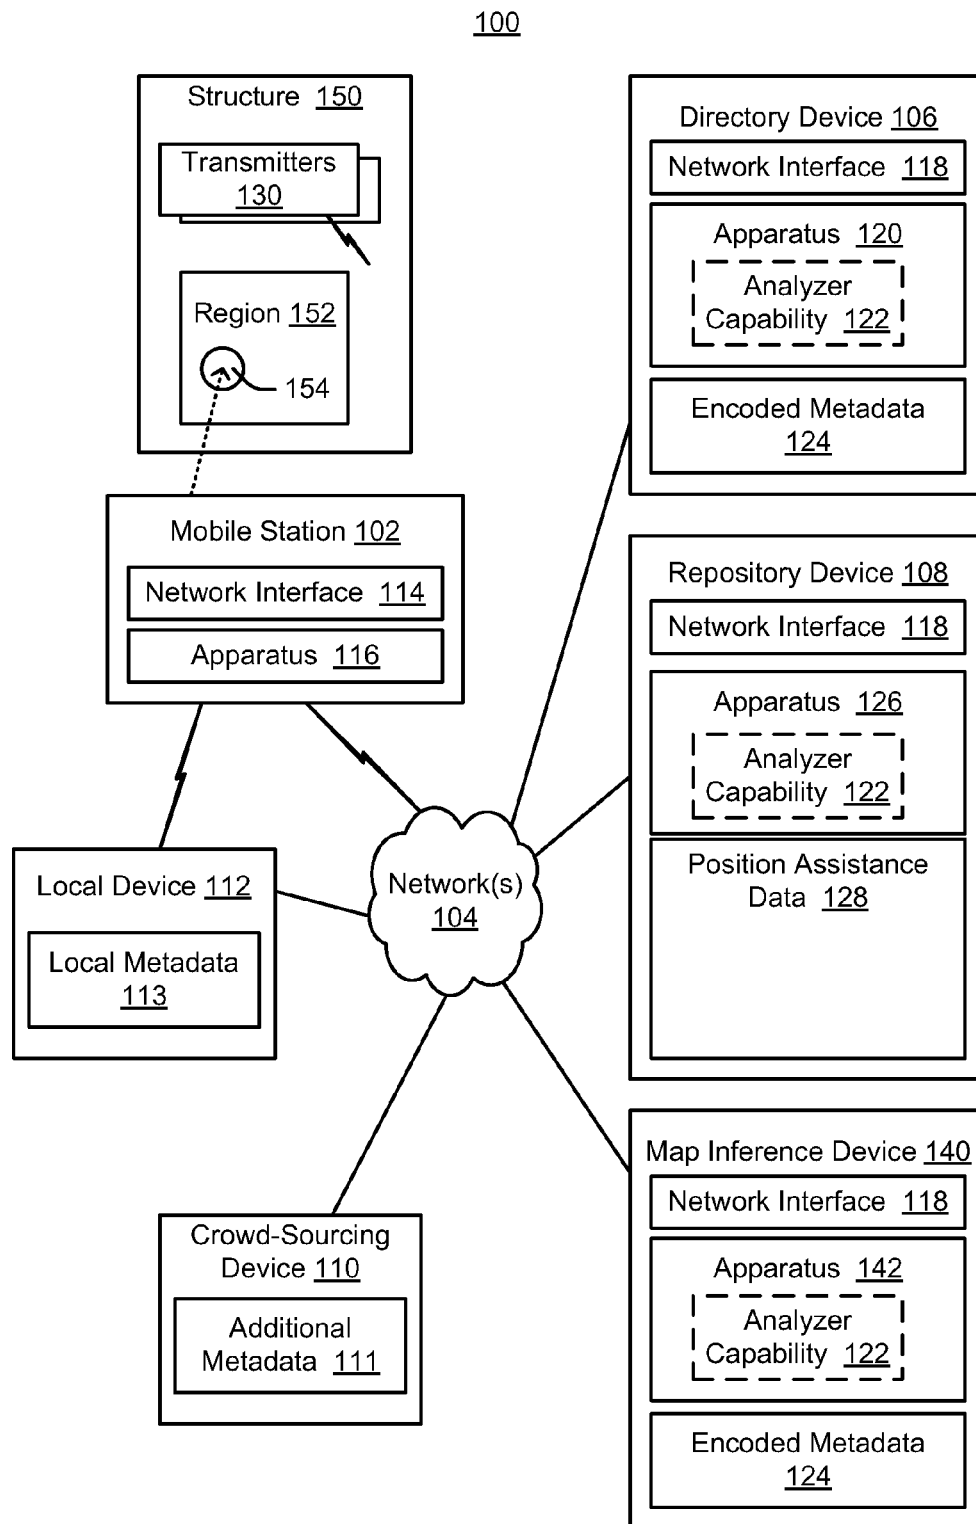 100
Structure 150
Transmitters
130
Region 152
154
Mobile Station 102
Network Interface 114
Apparatus 116
Local Device 112
Local Metadata
113
Network(s)
104
Crowd-Sourcing
Device 110
Additional
Metadata 111
Directory Device 106
Network Interface 118
Apparatus 120
Analyzer
Capability 122
Encoded Metadata
124
Repository Device 108
Network Interface 118
Apparatus 126
Analyzer
Capability 122
Position Assistance
Data 128
Map Inference Device 140
Network Interface 118
Apparatus 142
Analyzer
Capability 122
Encoded Metadata
124